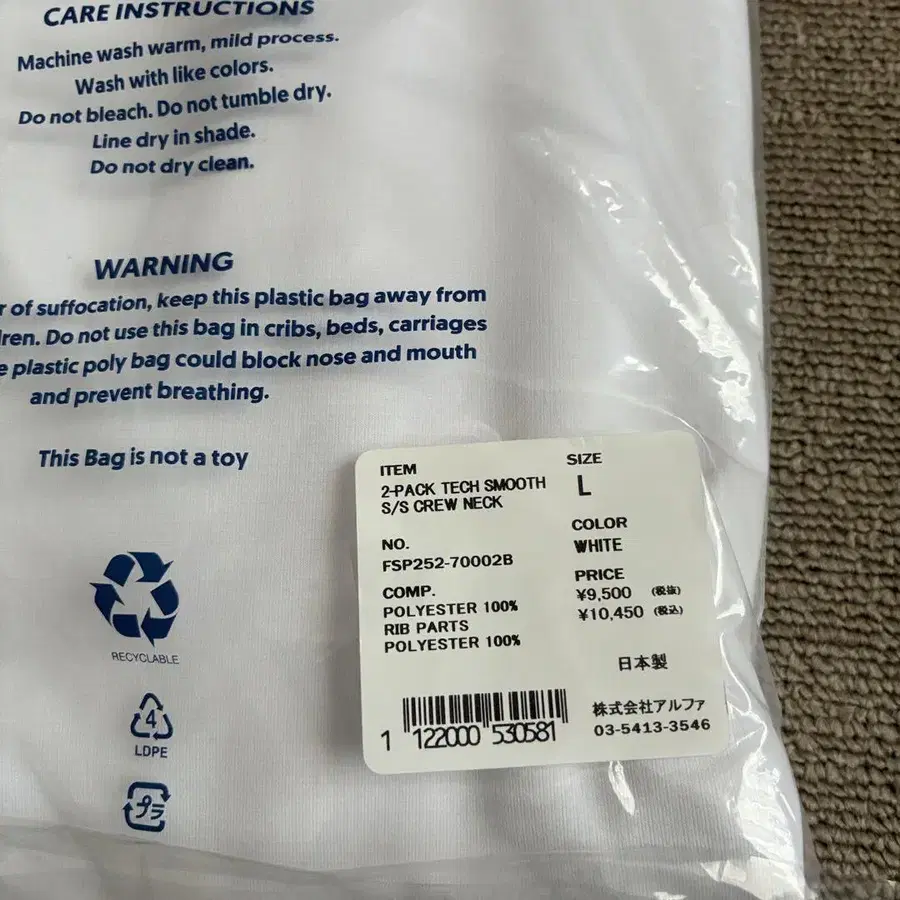 CARE INSTRUCTIONS
Machine wash warm, mild process.
Wash with like colors.
Do not bleach. Do not tumble dry.
Line dry in shade.
Do not dry clean.
WARNING
of suffocation, keep this plastic bag away from
Do not use this bag in cribs, beds, carriages
plastic poly bag could block nose and mouth
and prevent breathing.
This Bag is not a toy
RECYCLABLE
4
LDPE
プラ
ITEM
2-PACK TECH SMOOTH
S/S CREW NECK
NO.
FSP252-70002B
COMP.
POLYESTER 100%
RIB PARTS
POLYESTER 100%
1 122000 530581
SIZE
L
COLOR
WHITE
PRICE
¥9,500 (税抜)
¥10,450 (税込)
日本製
株式会社アルファ
03-5413-3546